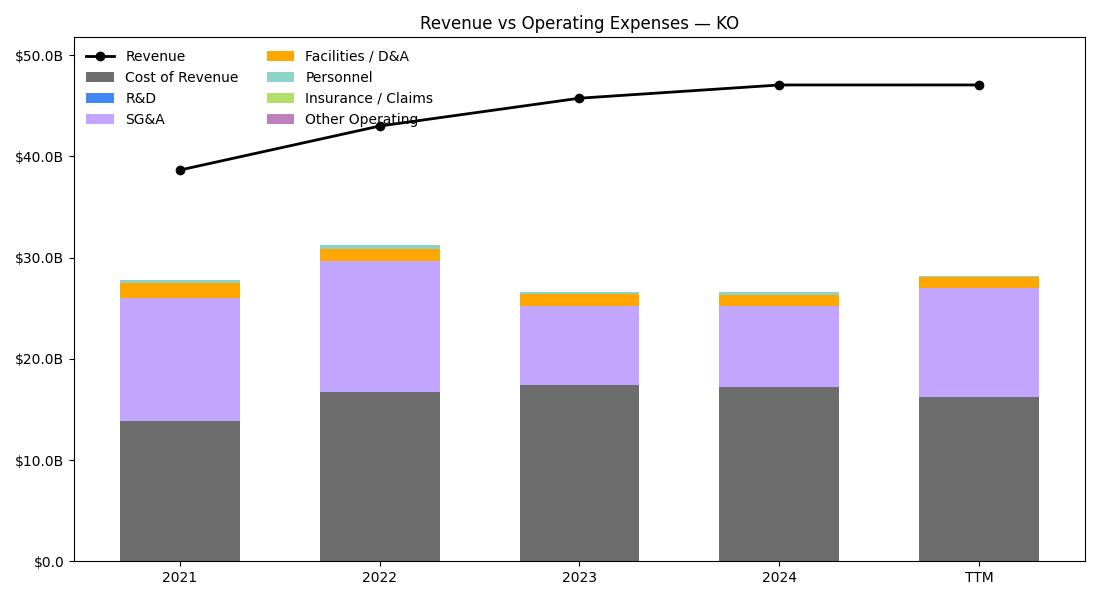 Revenue vs Operating Expenses — KO
$50.0B
$40.0B
$30.0B
$20.0B
$10.0B
$0.0
Revenue
Cost of Revenue
R&D
SG&A
Facilities / D&A
Personnel
Insurance / Claims
Other Operating
2021
2022
2023
2024
TTM